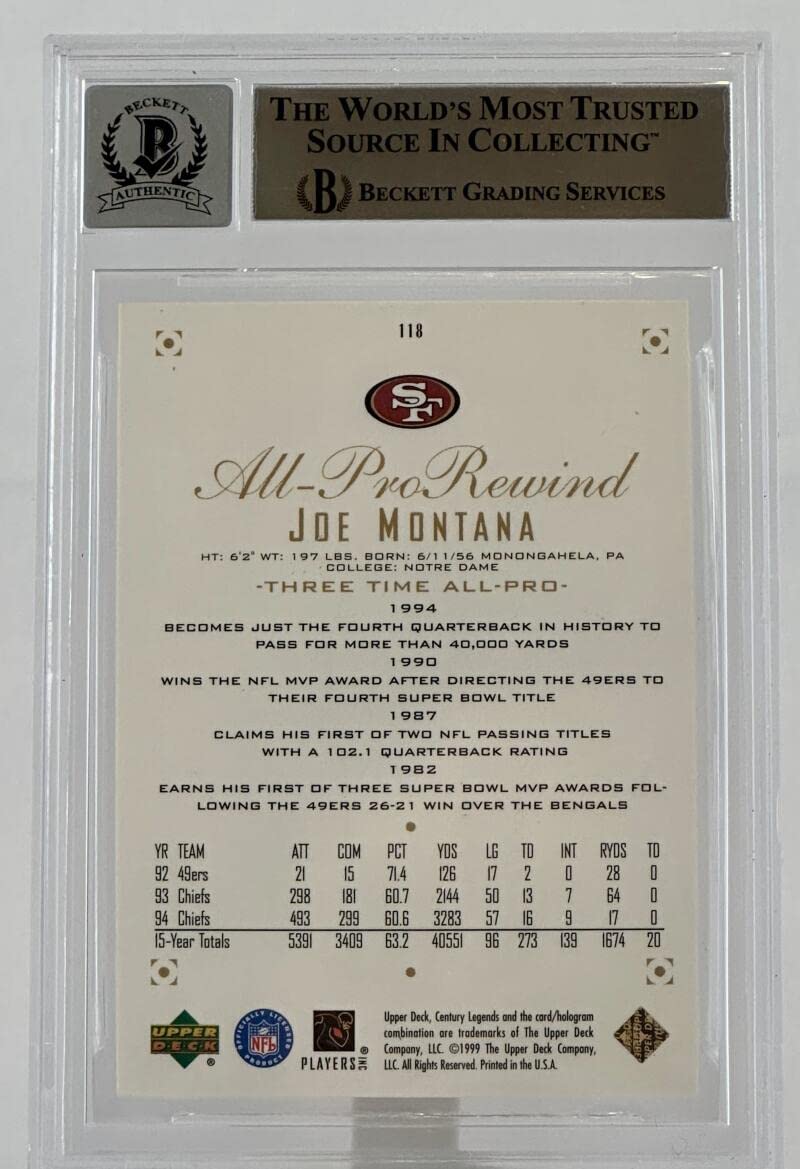 BECKETT
B
AUTHENTIC
THE WORLD'S MOST TRUSTED
SOURCE IN COLLECTING™
B BECKETT GRADING SERVICES
118
SF
All-Pro Rewind
JOE MONTANA
HT: 6'2" WT: 197 LBS. BORN: 6/11/56 MONONGAHELA, PA
COLLEGE: NOTRE DAME
-THREE TIME ALL-PRO-
1994
BECOMES JUST THE FOURTH QUARTERBACK IN HISTORY TO
PASS FOR MORE THAN 40,000 YARDS
1990
WINS THE NFL MVP AWARD AFTER DIRECTING THE 49ERS TO
THEIR FOURTH SUPER BOWL TITLE
1987
CLAIMS HIS FIRST OF TWO NFL PASSING TITLES
WITH A 102.1 QUARTERBACK RATING
1982
EARNS HIS FIRST OF THREE SUPER BOWL MVP AWARDS FOL-
LOWING THE 49ERS 26-21 WIN OVER THE BENGALS
YR TEAM ATT COM PCT YDS LG TD INT RYDS TD
92 49ers 21 15 71.4 126 17 2 0 28 0
93 Chiefs 298 181 60.7 2144 50 13 7 64 0
94 Chiefs 493 299 60.6 3283 57 16 9 17 0
15-Year Totals 5391 3409 63.2 40551 96 273 139 1674 20
UPPER
DECK ®
OFFICIALLY LICENSED
NFL
PRODUCT
PLAYERS INC ®
Upper Deck, Century Legends and the card/hologram
combination are trademarks of The Upper Deck
Company, LLC. ©1999 The Upper Deck Company,
LLC. All Rights Reserved. Printed in the U.S.A.